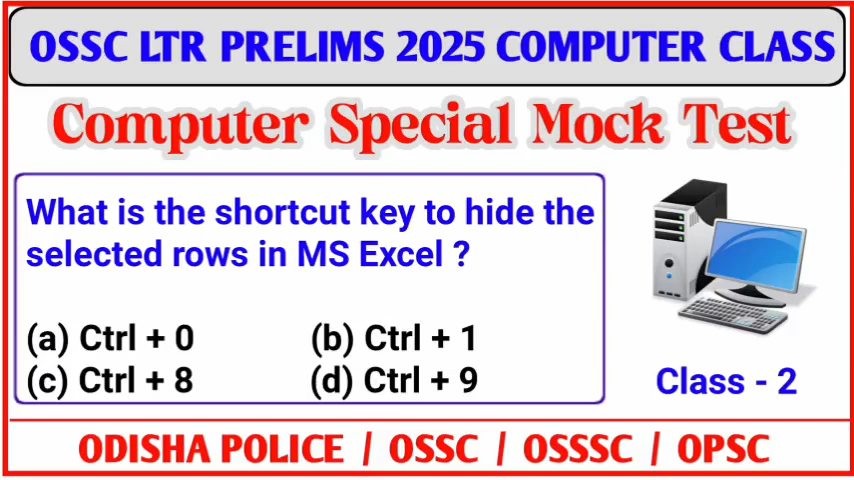 OSSC LTR PRELIMS 2025 COMPUTER CLASS
Computer Special Mock Test
What is the shortcut key to hide the
selected rows in MS Excel ?
(a) Ctrl + 0 (b) Ctrl + 1
(c) Ctrl + 8 (d) Ctrl + 9
Class - 2
ODISHA POLICE / OSSC / OSSSC / OPSC